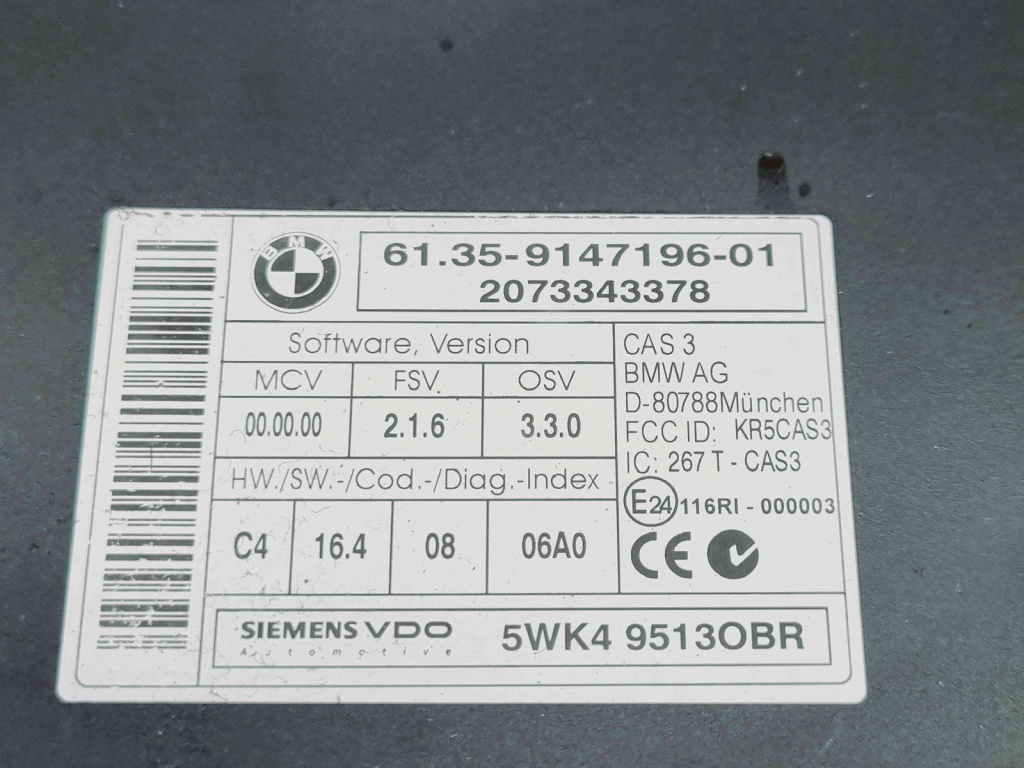 BMW
61.35-9147196-01
2073343378
Software, Version
MCV FSV. OSV
00.00.00 2.1.6 3.3.0
HW./SW.-/Cod.-/Diag.-Index
C4 16.4 08 06A0
CAS 3
BMW AG
D-80788München
FCC ID: KR5CAS3
IC: 267 T - CAS3
E24 116RI - 000003
CE
SIEMENS VDO
Automotive
5WK4 9513OBR